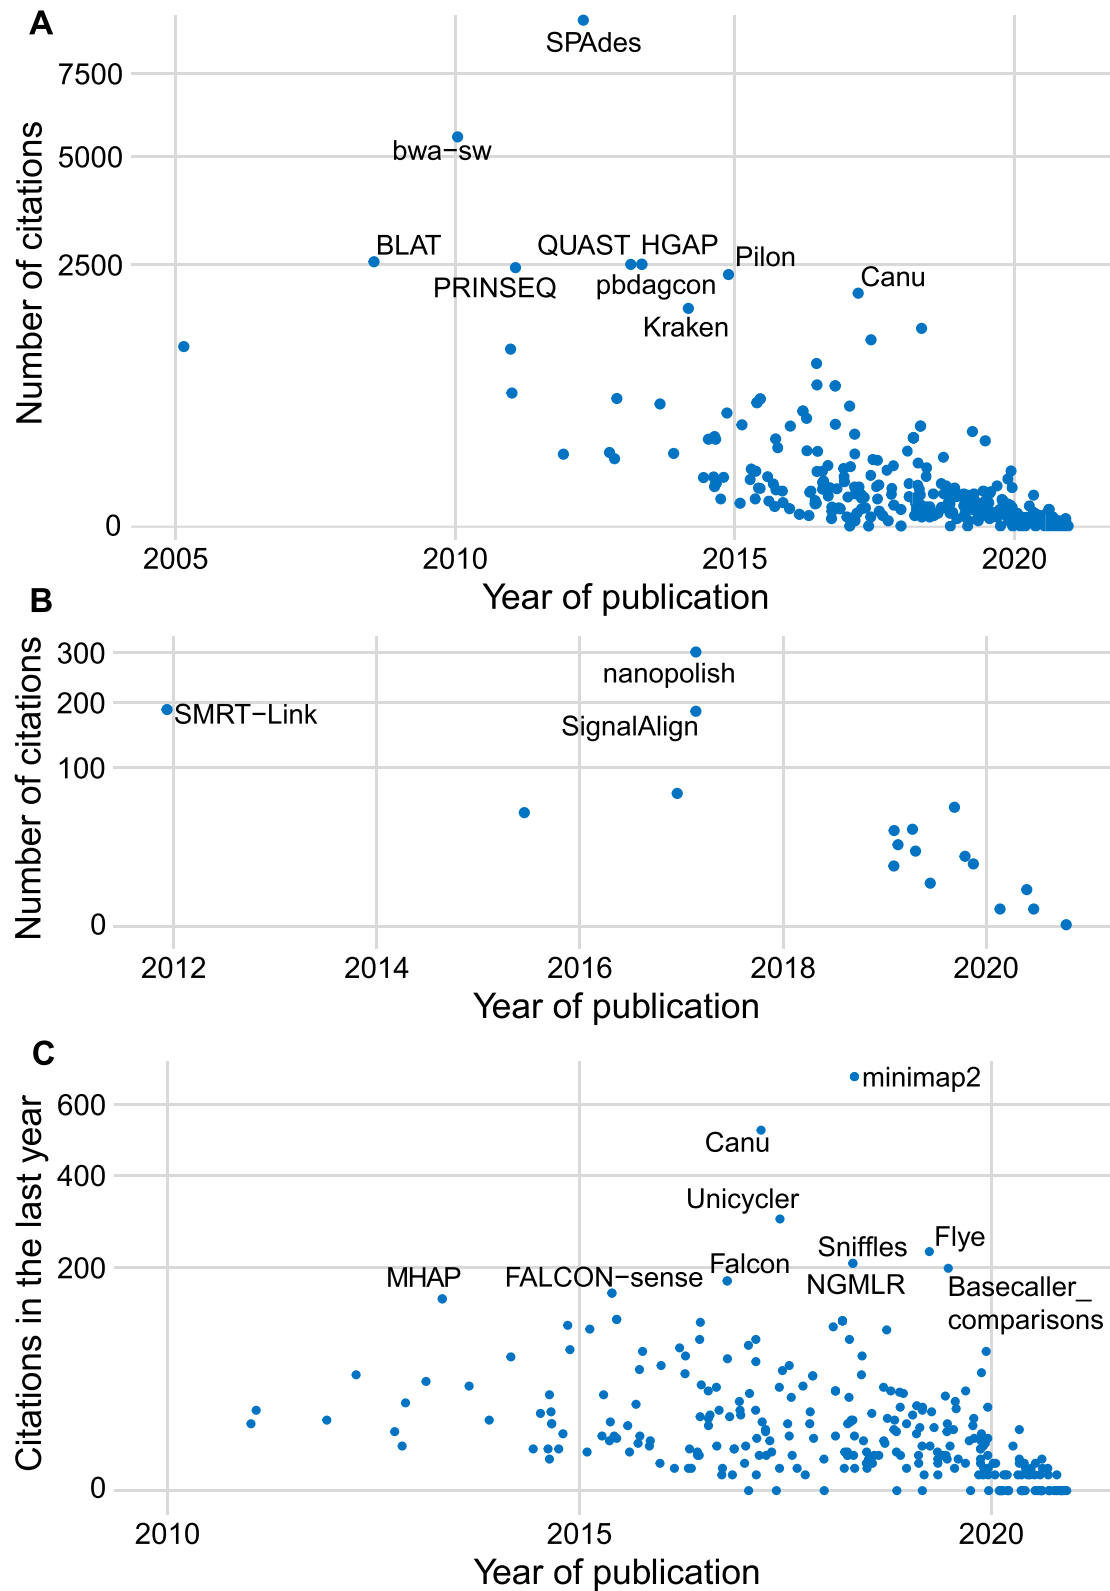 A
SPAdes
7500
bwa−sw
5000
BLAT
QUAST HGAP
Pilon
2500
PRINSEQ
pbdagcon
Canu
Kraken
0
Number of citations
2005 2010 2015 2020
Year of publication
B
300
nanopolish
200
SMRT−Link
SignalAlign
100
0
Number of citations
2012 2014 2016 2018 2020
Year of publication
C
minimap2
600
Canu
400
Unicycler
Sniffles
Flye
200
MHAP
FALCON−sense
Falcon
NGMLR
Basecaller_
comparisons
0
Citations in the last year
2010 2015 2020
Year of publication